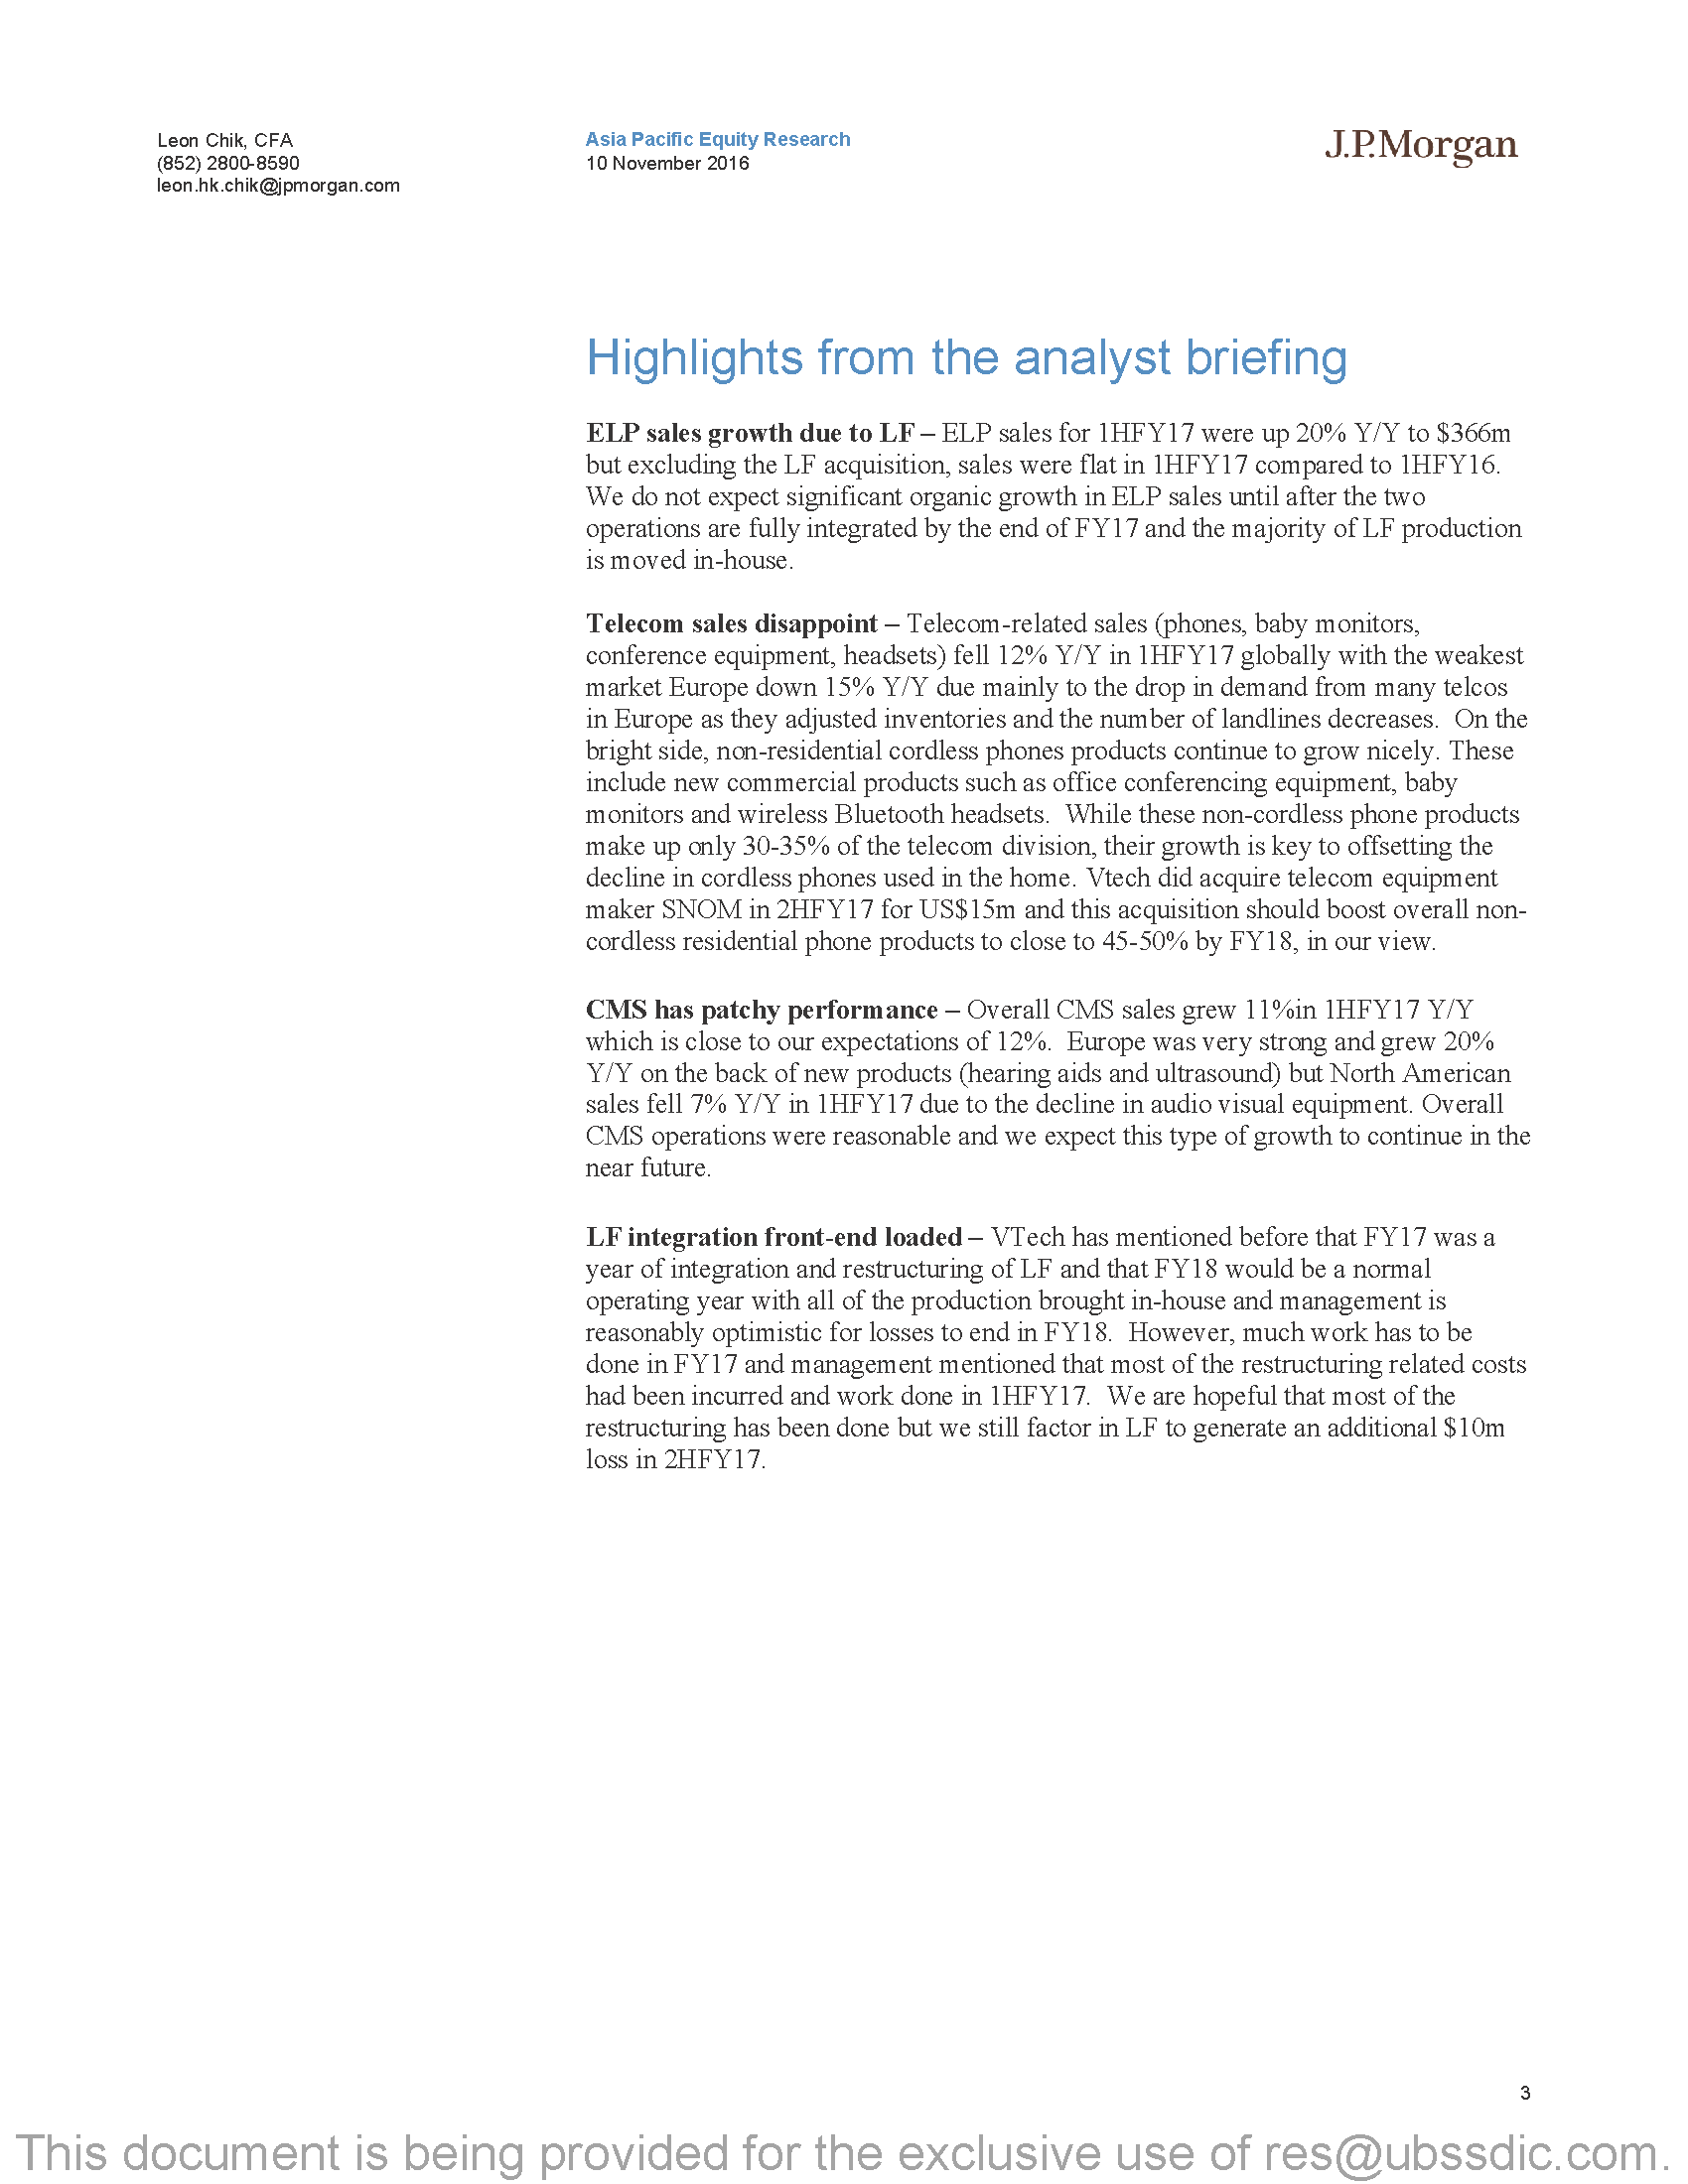 Leon Chik, CFA
(852) 2800-8590
leon.hk.chik@jpmorgan.com
Asia Pacific Equity Research
10 November 2016
J.P.Morgan
Highlights from the analyst briefing
ELP sales growth due to LF – ELP sales for 1HFY17 were up 20% Y/Y to $366m
but excluding the LF acquisition, sales were flat in 1HFY17 compared to 1HFY16.
We do not expect significant organic growth in ELP sales until after the two
operations are fully integrated by the end of FY17 and the majority of LF production
is moved in-house.
Telecom sales disappoint – Telecom-related sales (phones, baby monitors,
conference equipment, headsets) fell 12% Y/Y in 1HFY17 globally with the weakest
market Europe down 15% Y/Y due mainly to the drop in demand from many telcos
in Europe as they adjusted inventories and the number of landlines decreases.  On the
bright side, non-residential cordless phones products continue to grow nicely. These
include new commercial products such as office conferencing equipment, baby
monitors and wireless Bluetooth headsets.  While these non-cordless phone products
make up only 30-35% of the telecom division, their growth is key to offsetting the
decline in cordless phones used in the home. Vtech did acquire telecom equipment
maker SNOM in 2HFY17 for US$15m and this acquisition should boost overall non-
cordless residential phone products to close to 45-50% by FY18, in our view.
CMS has patchy performance – Overall CMS sales grew 11%in 1HFY17 Y/Y
which is close to our expectations of 12%.  Europe was very strong and grew 20%
Y/Y on the back of new products (hearing aids and ultrasound) but North American
sales fell 7% Y/Y in 1HFY17 due to the decline in audio visual equipment. Overall
CMS operations were reasonable and we expect this type of growth to continue in the
near future.
LF integration front-end loaded – VTech has mentioned before that FY17 was a
year of integration and restructuring of LF and that FY18 would be a normal
operating year with all of the production brought in-house and management is
reasonably optimistic for losses to end in FY18.  However, much work has to be
done in FY17 and management mentioned that most of the restructuring related costs
had been incurred and work done in 1HFY17.  We are hopeful that most of the
restructuring has been done but we still factor in LF to generate an additional $10m
loss in 2HFY17.
3
This document is being provided for the exclusive use of res@ubssdic.com.